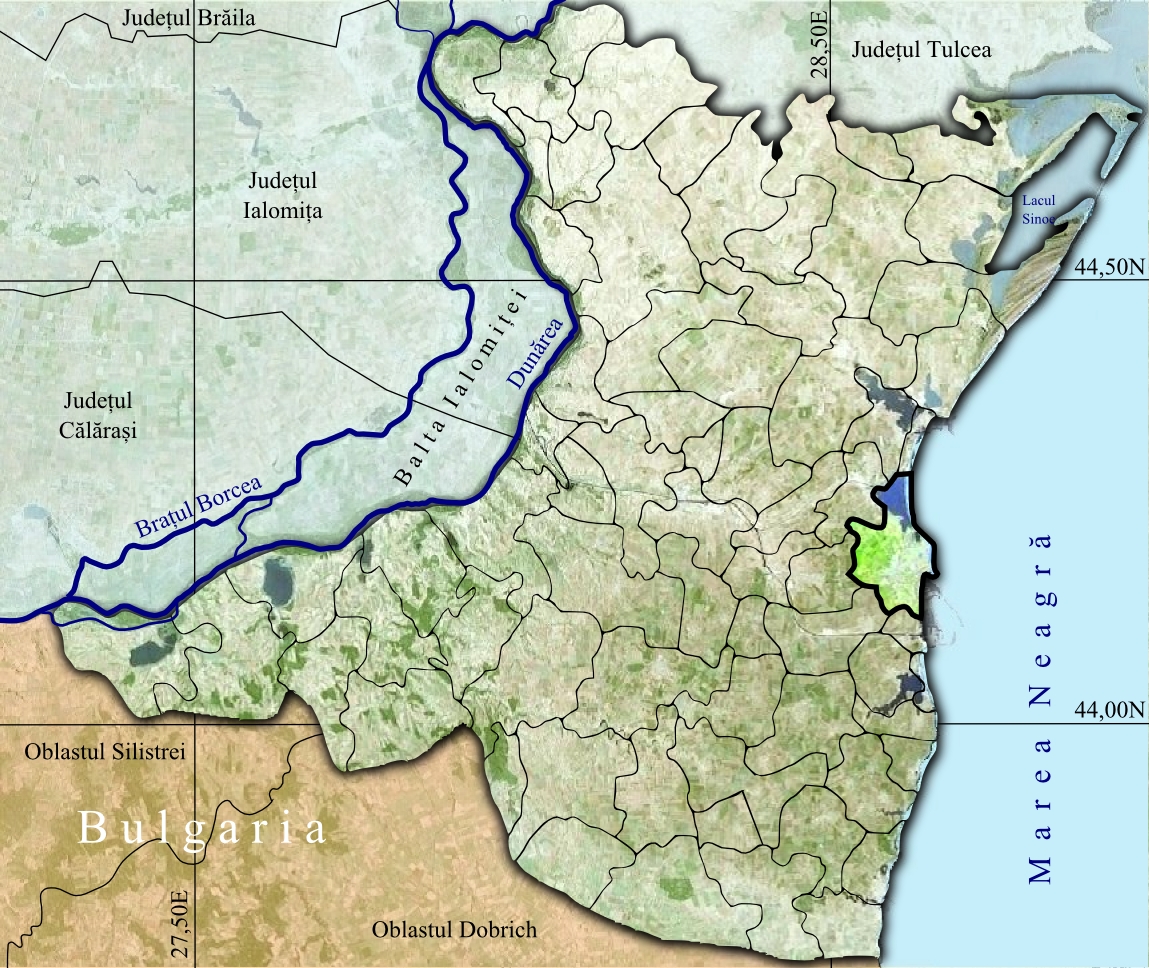 Județul Brăila
28,50E
Județul Tulcea
Județul
Ialomița
Lacul
Sinoe
44,50N
Balta Ialomiței
Dunărea
Județul
Călărași
Brațul Borcea
Marea Neagră
44,00N
Oblastul Silistrei
Bulgaria
27,50E
Oblastul Dobrich